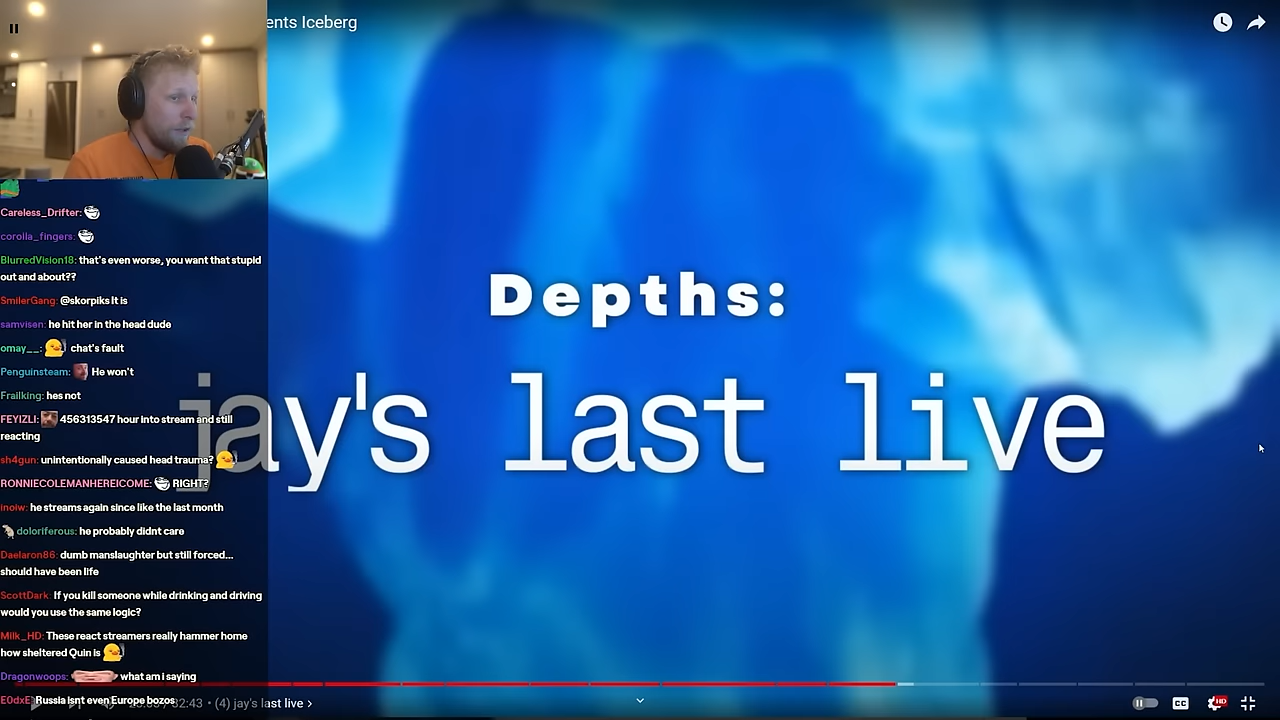 ents Iceberg
Careless_Drifter:
corolla_fingers:
BlurredVision18: that's even worse, you want that stupid
out and about??
SmilerGang: @skorpiks It is
samvisen: he hit her in the head dude
omay__: chat's fault
Penguinsteam: He won't
Frailking: hes not
FEYIZLI: 456313547 hour into stream and still
reacting
sh4gun: unintentionally caused head trauma?
RONNIECOLEMANHEREICOME: RIGHT?
inoiw: he streams again since like the last month
doloriferous: he probably didnt care
Daelaron86: dumb manslaughter but still forced...
should have been life
ScottDark: If you kill someone while drinking and driving
would you use the same logic?
Milk_HD: These react streamers really hammer home
how sheltered Quin is
Dragonwoops: what am i saying
E0dxE: Russia isnt even Europe bozos
Depths:
jay's last live
32:43 • (4) jay's last live ›
CC
HD